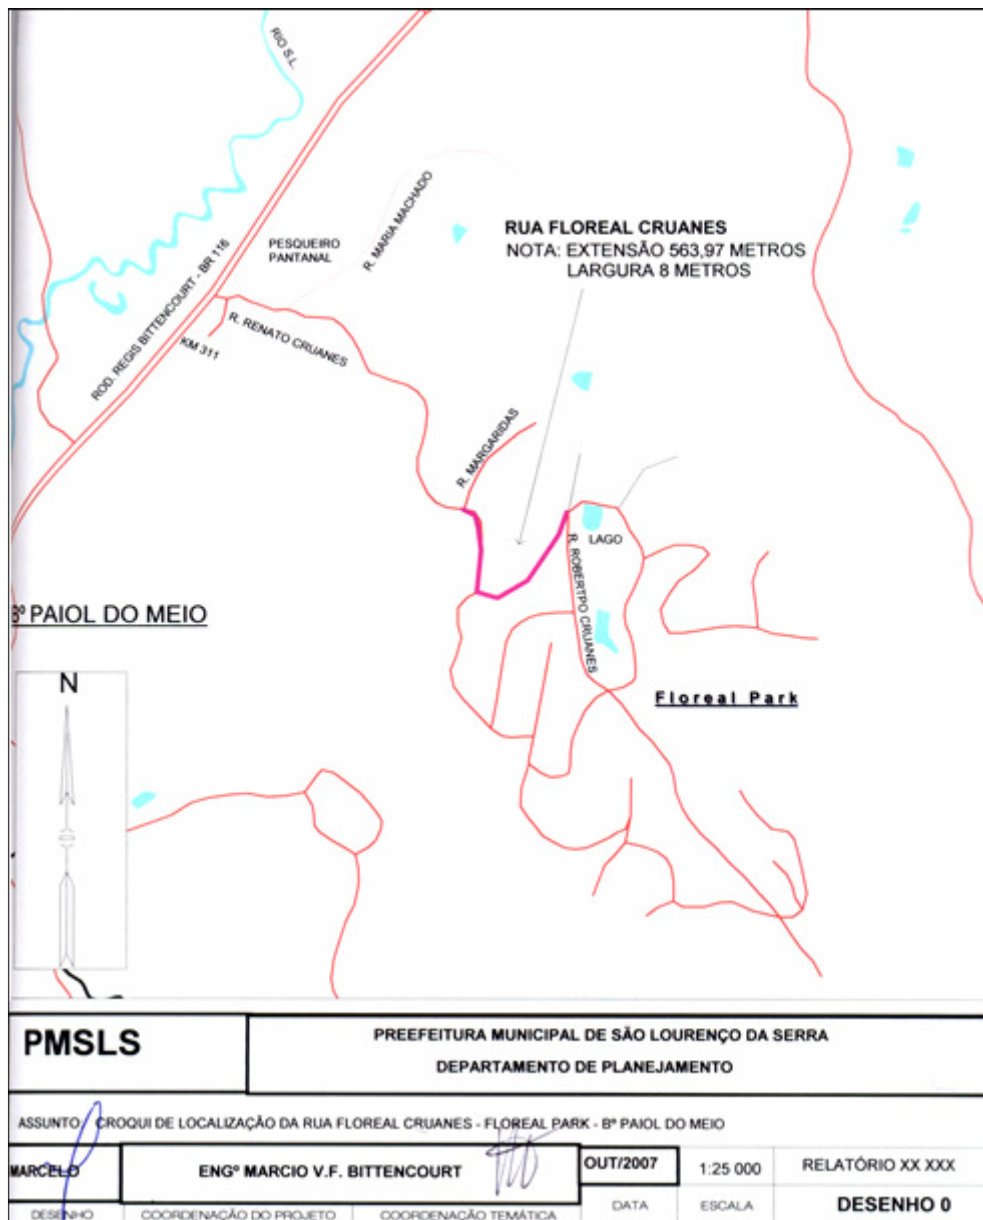 RIO S.L.
ROD. REGIS BITTENCOURT - BR 116
PESQUEIRO
PANTANAL
R. MARIA MACHADO
RUA FLOREAL CRUANES
NOTA: EXTENSÃO 563,97 METROS
LARGURA 8 METROS
R. RENATO CRUANES
KM 311
R. MARGARIDAS
LAGO
R. ROBERTPO CRUANES
Bº PAIOL DO MEIO
N
Floreal Park
PMSLS
PREEFEITURA MUNICIPAL DE SÃO LOURENÇO DA SERRA
DEPARTAMENTO DE PLANEJAMENTO
ASSUNTO: CROQUI DE LOCALIZAÇÃO DA RUA FLOREAL CRUANES - FLOREAL PARK - Bº PAIOL DO MEIO
MARCELO
ENGº MARCIO V.F. BITTENCOURT
OUT/2007
1:25 000
RELATÓRIO XX XXX
DESENHO
COORDENAÇÃO DO PROJETO
COORDENAÇÃO TEMÁTICA
DATA
ESCALA
DESENHO 0